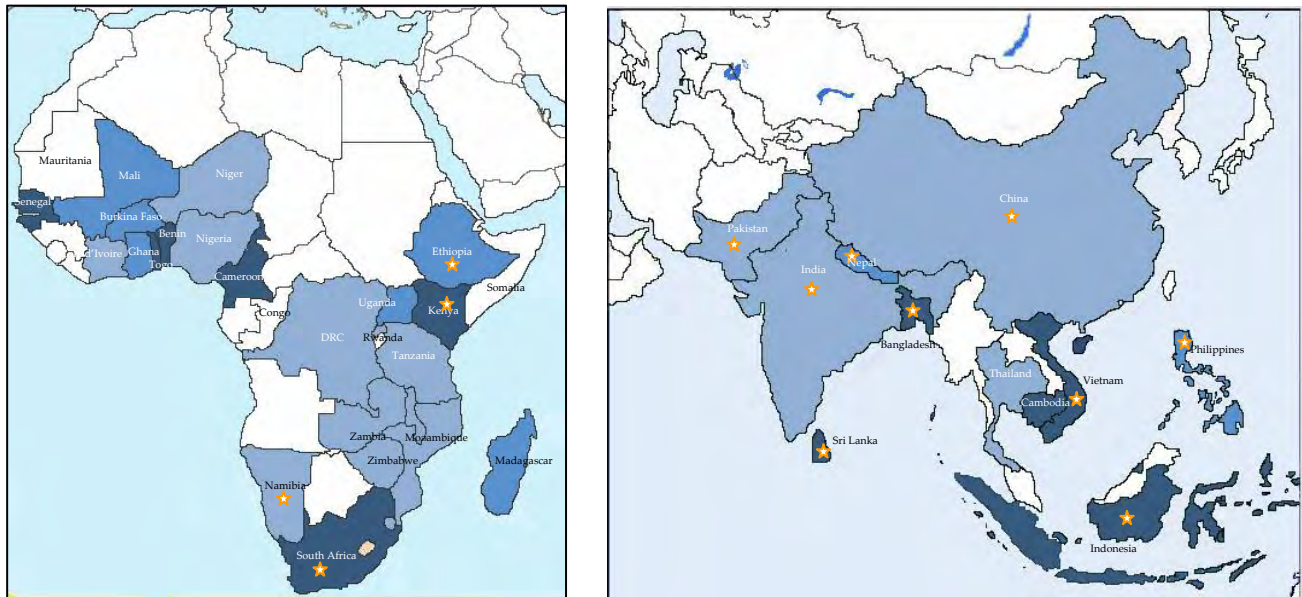 Mauritania
Mali
Niger
Senegal
Burkina Faso
Benin
Nigeria
d'Ivoire
Ghana
Togo
Cameroon
Ethiopia
Somalia
Uganda
Kenya
Congo
DRC
Rwanda
Tanzania
Zambia
Mozambique
Zimbabwe
Madagascar
Namibia
South Africa
China
Pakistan
Nepal
India
Bangladesh
Philippines
Thailand
Vietnam
Cambodia
Sri Lanka
Indonesia